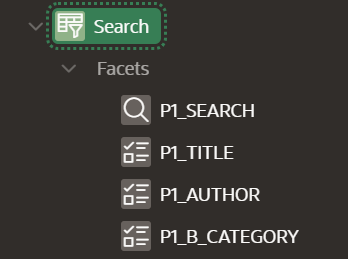 Search
Facets
P1_SEARCH
P1_TITLE
P1_AUTHOR
P1_B_CATEGORY